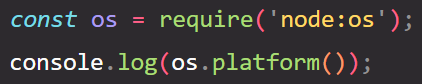 const os = require('node:os');
console.log(os.platform());